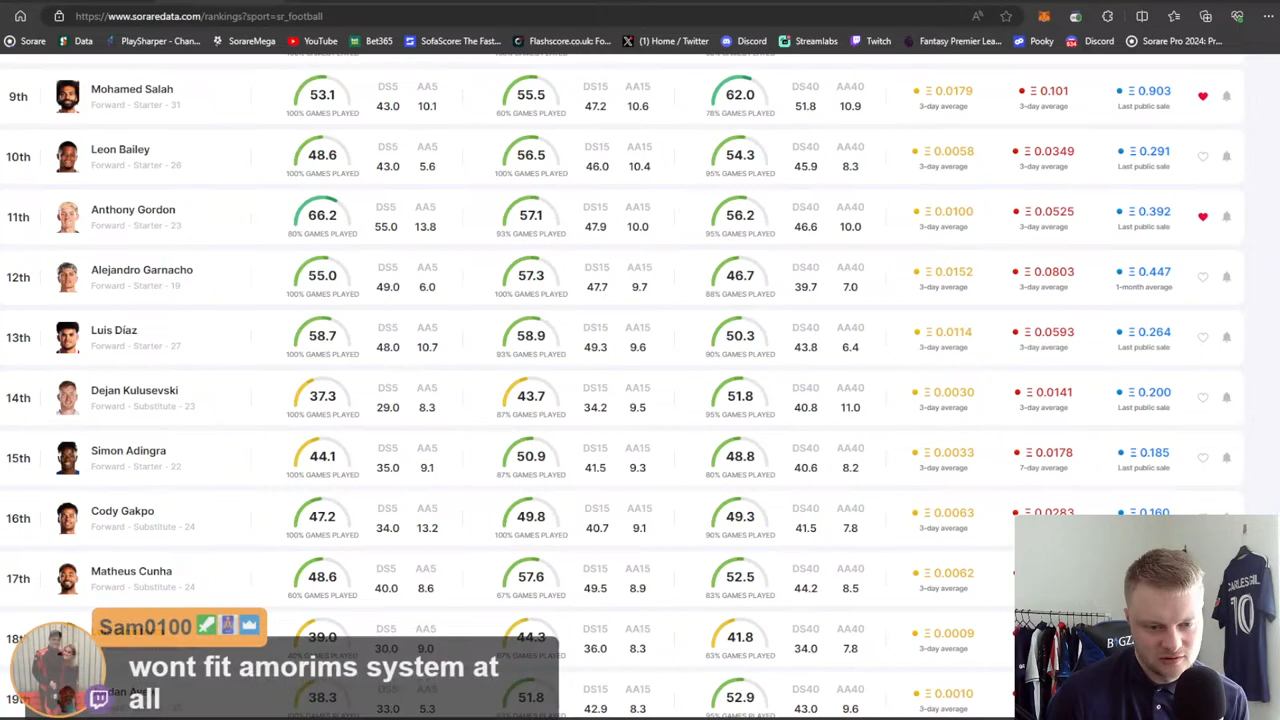 https://www.soraredata.com/rankings?sport=sr_football
Sorare Data PlaySharper - Chan... SorareMega YouTube Bet365 SofaScore: The Fast... Flashscore.co.uk: Fo... (1) Home / Twitter Discord Streamlabs Twitch Fantasy Premier Lea... Pooky Discord Sorare Pro 2024: Pr...
9th Mohamed Salah 53.1 DS5 AA5 55.5 DS15 AA15 62.0 DS40 AA40 Ξ 0.0179 Ξ 0.101 Ξ 0.903
Forward - Starter - 31 100% GAMES PLAYED 43.0 10.1 60% GAMES PLAYED 47.2 10.6 78% GAMES PLAYED 51.8 10.9 3-day average 3-day average Last public sale
10th Leon Bailey 48.6 DS5 AA5 56.5 DS15 AA15 54.3 DS40 AA40 Ξ 0.0058 Ξ 0.0349 Ξ 0.291
Forward - Starter - 26 100% GAMES PLAYED 43.0 8.3 100% GAMES PLAYED 46.0 10.4 95% GAMES PLAYED 45.9 8.3 3-day average 3-day average Last public sale
11th Anthony Gordon 66.2 DS5 AA5 57.1 DS15 AA15 56.2 DS40 AA40 Ξ 0.0100 Ξ 0.0525 Ξ 0.392
Forward - Starter - 23 80% GAMES PLAYED 55.0 13.8 93% GAMES PLAYED 47.9 10.0 95% GAMES PLAYED 46.6 10.0 3-day average 3-day average Last public sale
12th Alejandro Garnacho 55.0 DS5 AA5 57.3 DS15 AA15 46.7 DS40 AA40 Ξ 0.0152 Ξ 0.0803 Ξ 0.447
Forward - Starter - 19 100% GAMES PLAYED 49.0 6.0 100% GAMES PLAYED 47.7 9.7 88% GAMES PLAYED 39.7 7.0 3-day average 3-day average 1-month average
13th Luis Díaz 58.7 DS5 AA5 58.9 DS15 AA15 50.3 DS40 AA40 Ξ 0.0114 Ξ 0.0593 Ξ 0.264
Forward - Starter - 27 100% GAMES PLAYED 48.0 10.7 93% GAMES PLAYED 49.3 9.6 90% GAMES PLAYED 43.8 6.4 3-day average 3-day average Last public sale
14th Dejan Kulusevski 37.3 DS5 AA5 43.7 DS15 AA15 51.8 DS40 AA40 Ξ 0.0030 Ξ 0.0141 Ξ 0.200
Forward - Substitute - 23 100% GAMES PLAYED 29.0 8.3 87% GAMES PLAYED 34.2 9.5 95% GAMES PLAYED 40.8 11.0 3-day average 3-day average Last public sale
15th Simon Adingra 44.1 DS5 AA5 50.9 DS15 AA15 48.8 DS40 AA40 Ξ 0.0033 Ξ 0.0178 Ξ 0.185
Forward - Starter - 22 100% GAMES PLAYED 35.0 9.1 87% GAMES PLAYED 41.5 9.3 80% GAMES PLAYED 40.6 8.2 3-day average 7-day average Last public sale
16th Cody Gakpo 47.2 DS5 AA5 49.8 DS15 AA15 49.3 DS40 AA40 Ξ 0.0063 Ξ 0.0283 Ξ 0.160
Forward - Substitute - 24 100% GAMES PLAYED 34.0 13.2 100% GAMES PLAYED 40.7 9.1 90% GAMES PLAYED 41.5 7.8 3-day average
17th Matheus Cunha 48.6 DS5 AA5 57.6 DS15 AA15 52.5 DS40 AA40 Ξ 0.0062
Forward - Substitute - 24 60% GAMES PLAYED 40.0 8.6 67% GAMES PLAYED 49.5 8.9 83% GAMES PLAYED 44.2 8.5 3-day average
18th 39.0 DS5 AA5 44.3 DS15 AA15 41.8 DS40 AA40 Ξ 0.0009
30.0 9.0 36.0 8.3 63% GAMES PLAYED 34.0 7.8 3-day average
38.3 DS5 AA5 51.8 DS15 AA15 52.9 DS40 AA40 Ξ 0.0010
33.0 5.3 42.9 8.3 43.0 9.6 3-day average
Sam0100
wont fit amorims system at
all
CARLES GIL
10